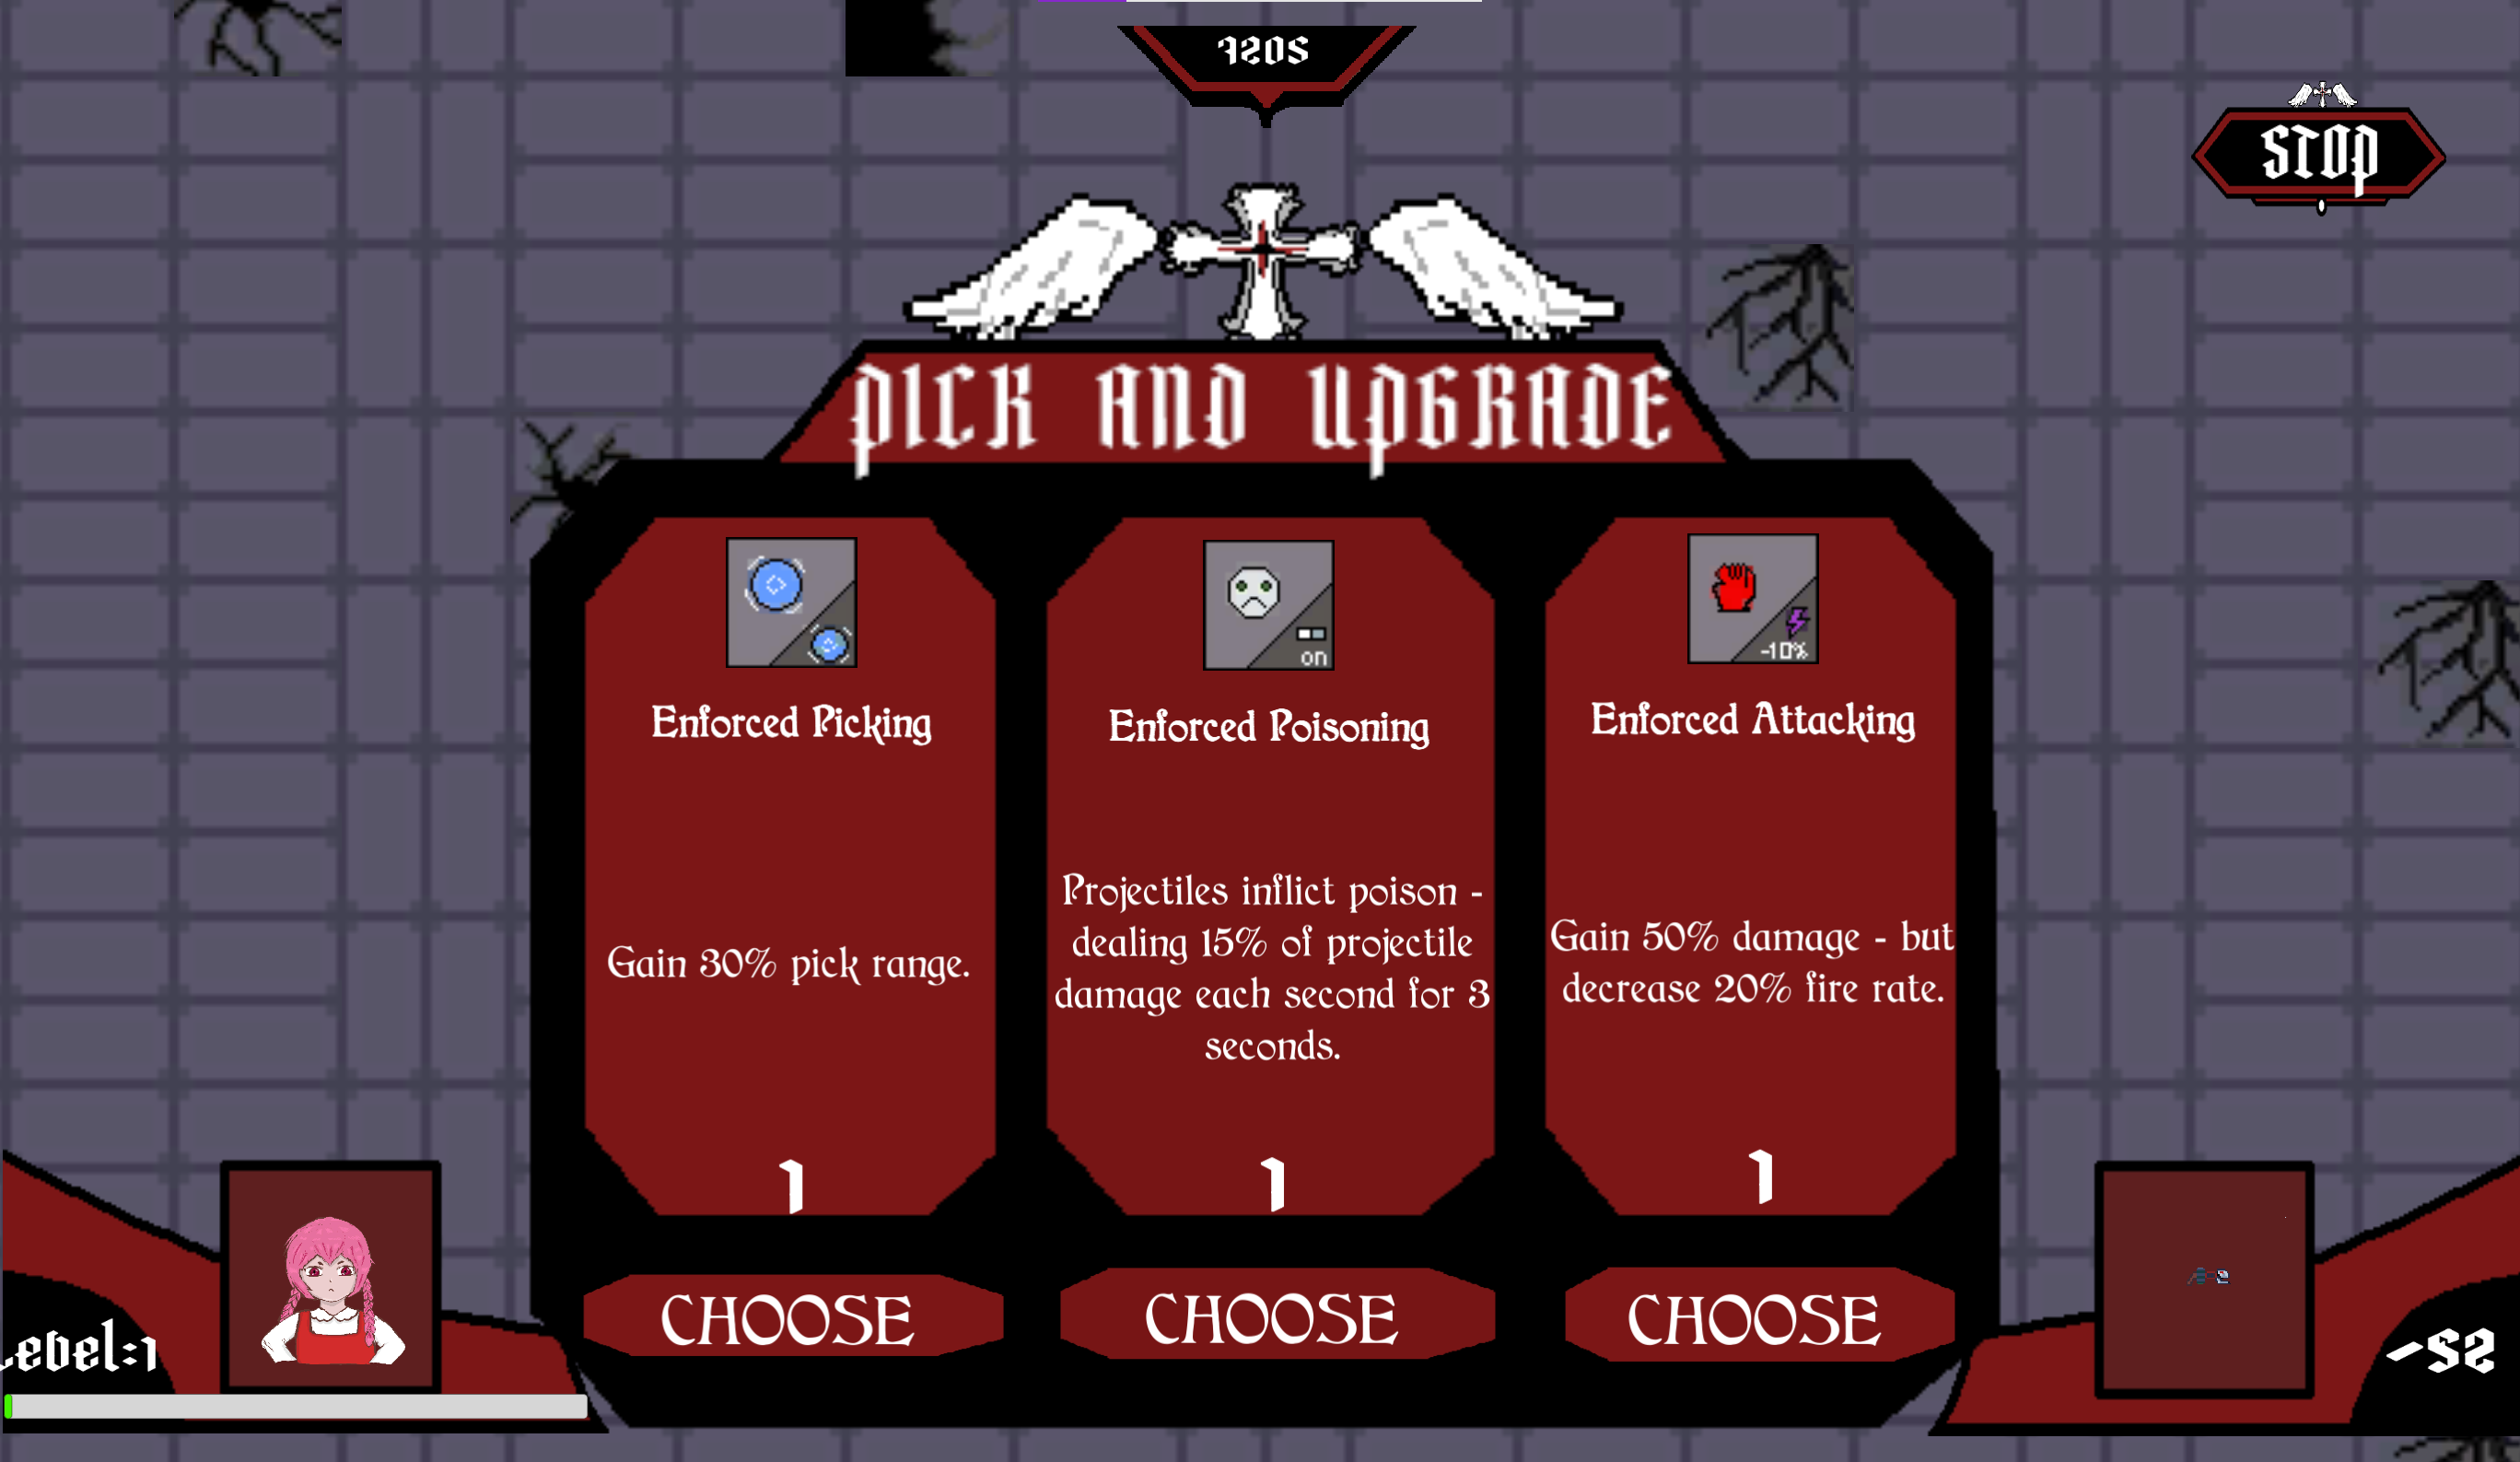 720S
STOP
PICK AND UPGRADE
on
-10%
Enforced Picking
Enforced Poisoning
Enforced Attacking
Gain 30% pick range.
Projectiles inflict poison -
dealing 15% of projectile
damage each second for 3
seconds.
Gain 50% damage - but
decrease 20% fire rate.
1
1
1
CHOOSE
CHOOSE
CHOOSE
Level:1
-S2